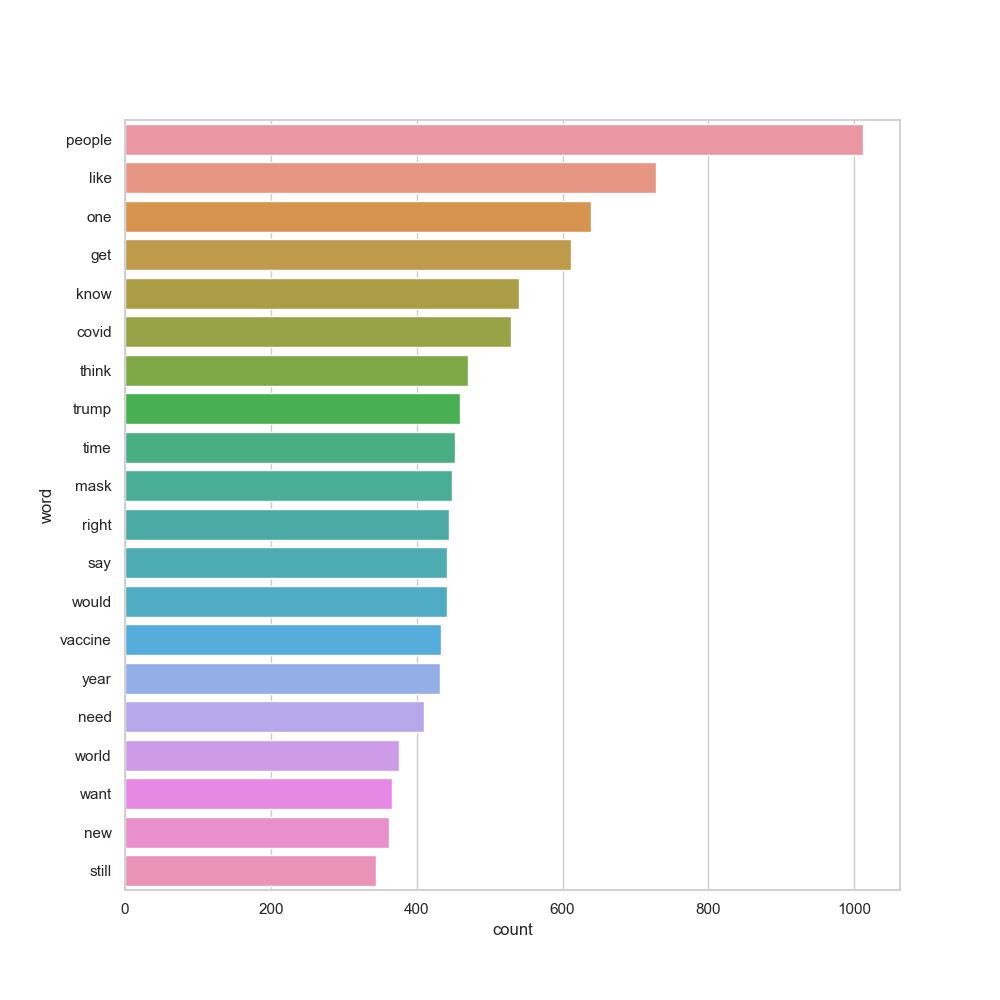 people
like
one
get
know
covid
think
trump
time
mask
right
say
would
vaccine
year
need
world
want
new
still
word
0 200 400 600 800 1000
count